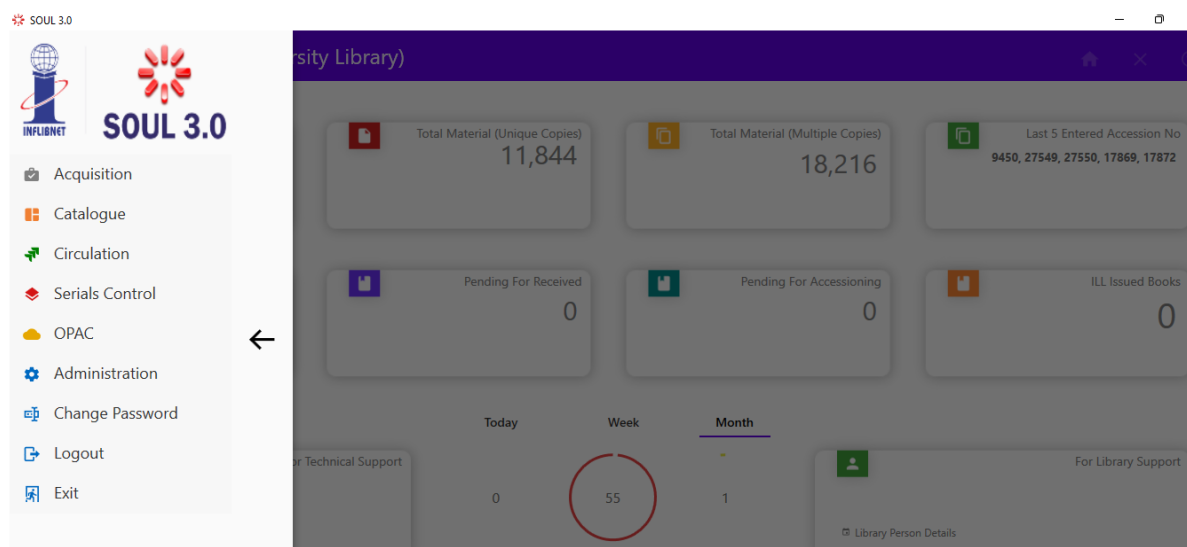 SOUL 3.0
INFLIBNET
SOUL 3.0
Acquisition
Catalogue
Circulation
Serials Control
OPAC
Administration
Change Password
Logout
Exit
rsity Library)
Total Material (Unique Copies)
11,844
Total Material (Multiple Copies)
18,216
Last 5 Entered Accession No
9450, 27549, 27550, 17869, 17872
Pending For Received
0
Pending For Accessioning
0
ILL Issued Books
0
Today Week Month
or Technical Support
0 55 1
For Library Support
Library Person Details